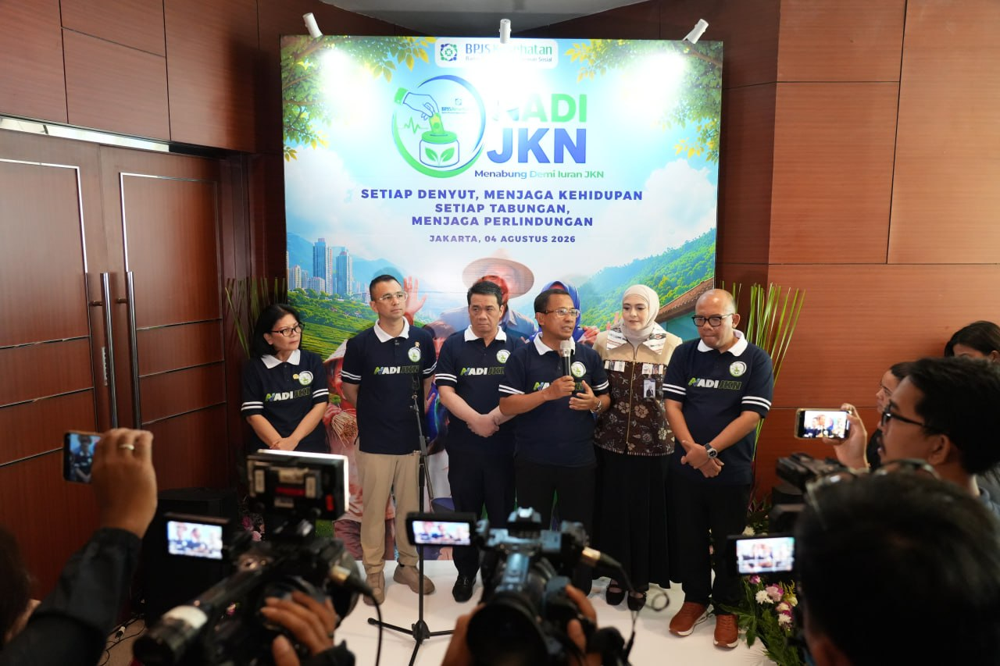 BPJS Kesehatan
NADI
JKN
Menabung Demi Iuran JKN
SETIAP DENYUT, MENJAGA KEHIDUPAN
SETIAP TABUNGAN,
MENJAGA PERLINDUNGAN
JAKARTA, 04 AGUSTUS 2026
NADI JKN
NADI JKN
NADI JKN
NADI JKN